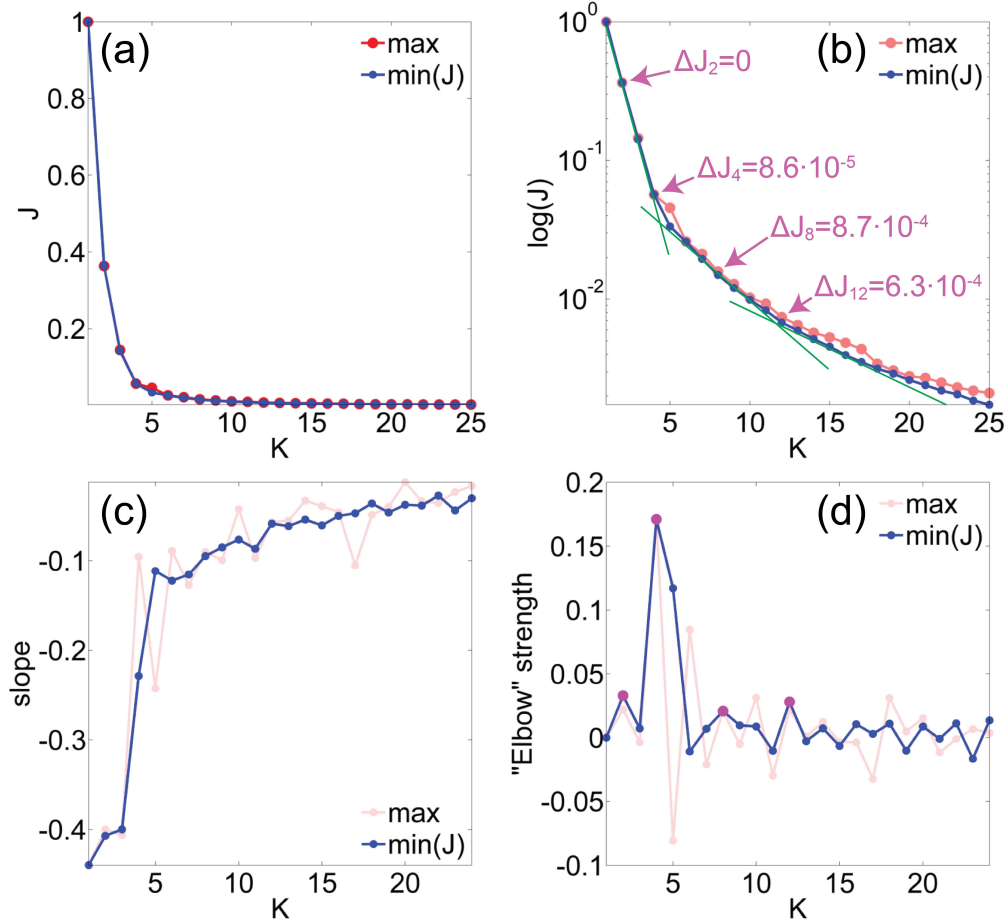 (a)
max
min(J)
1
0.8
0.6
0.4
0.2
J
5
10
15
20
25
K
(b)
max
min(J)
10⁰
10⁻¹
10⁻²
log(J)
ΔJ₂=0
ΔJ₄=8.6·10⁻⁵
ΔJ₈=8.7·10⁻⁴
ΔJ₁₂=6.3·10⁻⁴
5
10
15
20
25
K
(c)
-0.1
-0.2
-0.3
-0.4
slope
max
min(J)
5
10
15
20
K
(d)
max
min(J)
0.2
0.15
0.1
0.05
0
-0.05
-0.1
"Elbow" strength
5
10
15
20
K